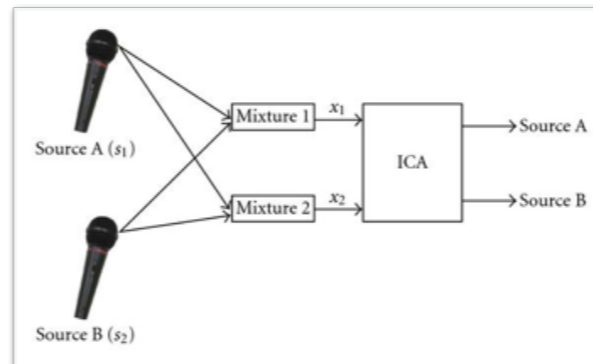 Source A (s₁)
Mixture 1
x₁
Mixture 2
x₂
ICA
Source A
Source B
Source B (s₂)